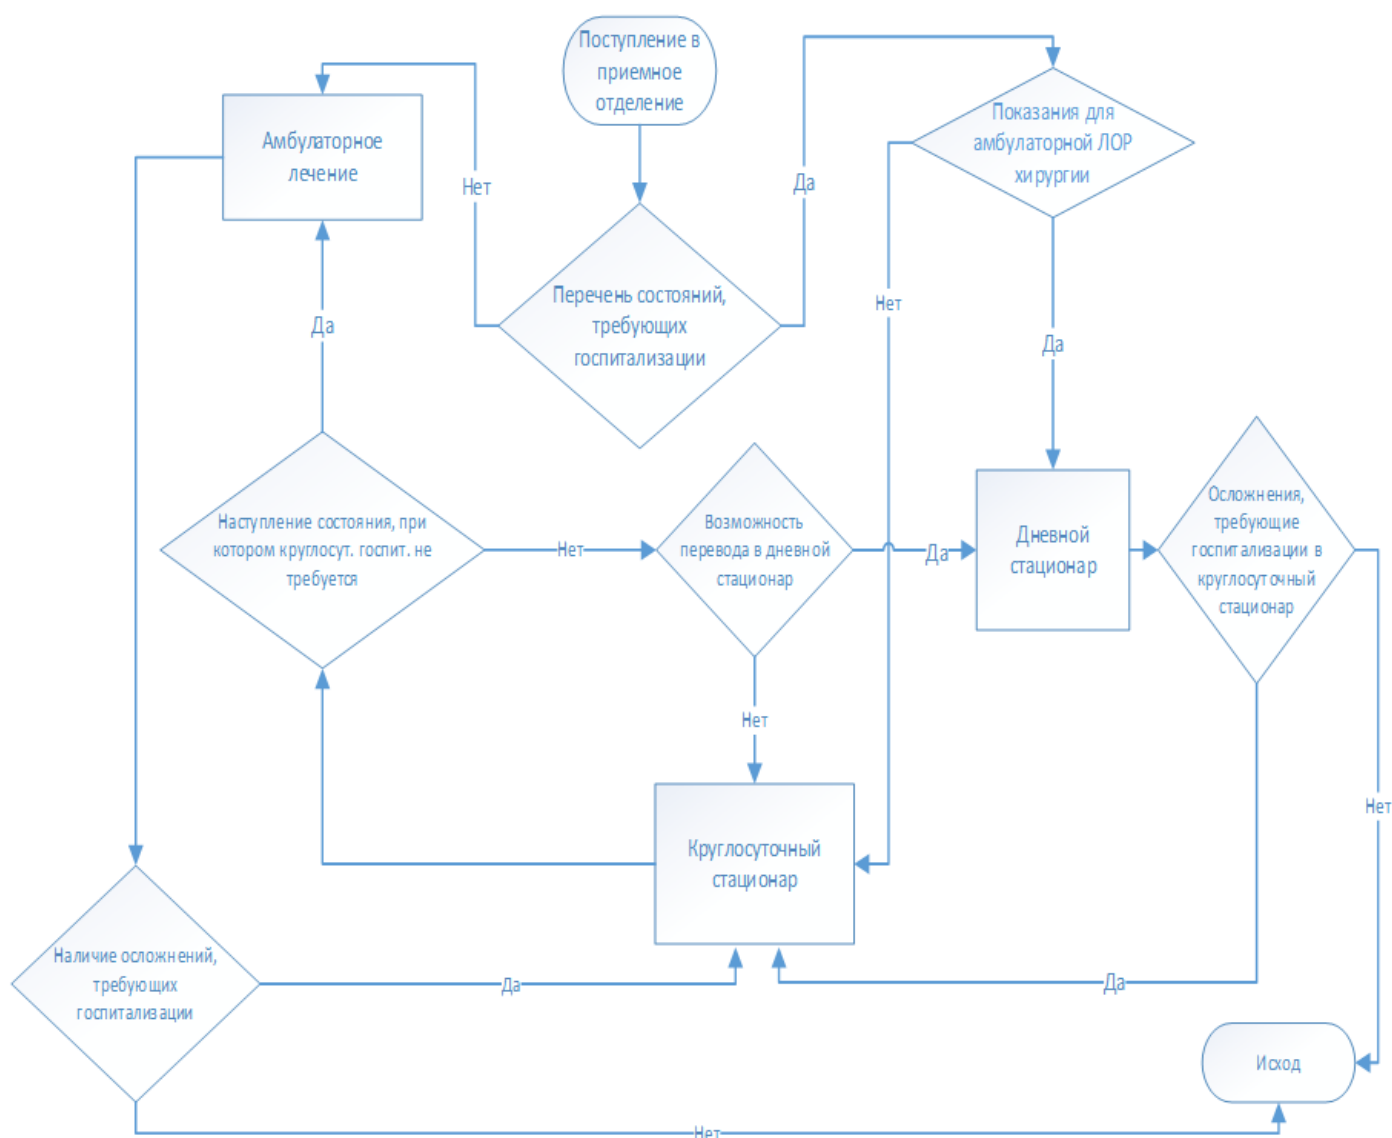 Поступление в
приемное
отделение
Показания для
амбулаторной ЛОР
хирургии
Амбулаторное
лечение
Нет
Да
Перечень состояний,
требующих
госпитализации
Нет
Да
Да
Наступление состояния, при
котором круглосут. госпит. не
требуется
Нет
Возможность
перевода в дневной
стационар
Да
Дневной
стационар
Осложнения,
требующие
госпитализации в
круглосуточный
стационар
Нет
Нет
Круглосуточный
стационар
Наличие осложнений,
требующих
госпитализации
Да
Да
Исход
Нет